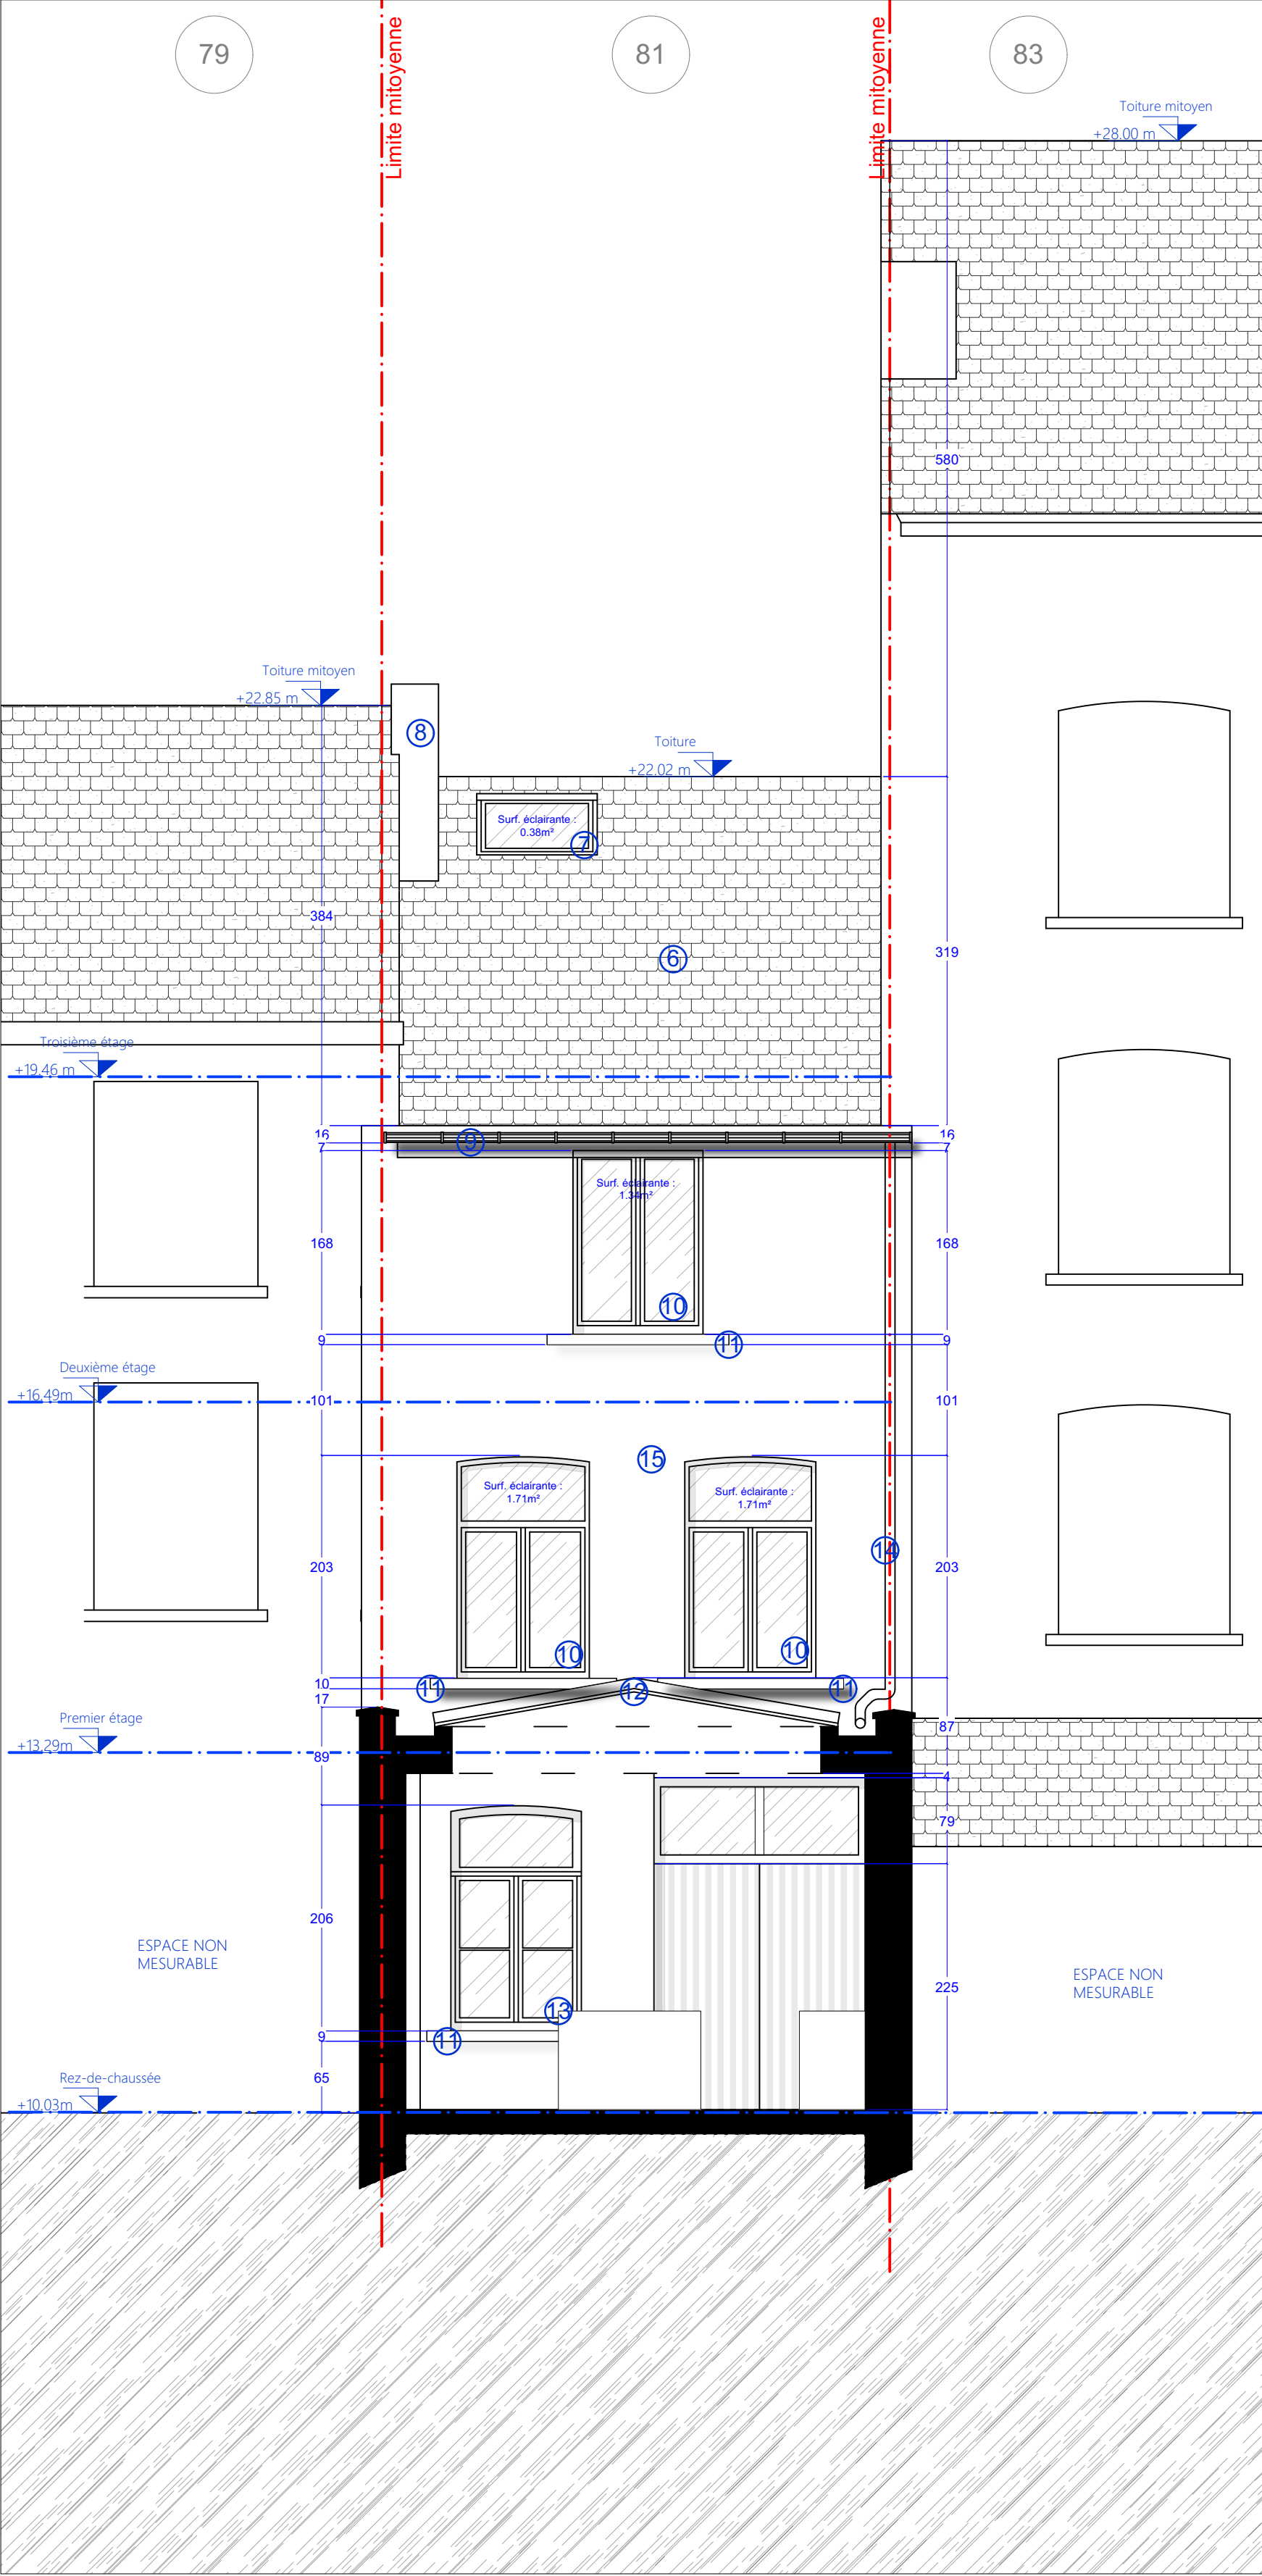 79
81
83
Limite mitoyenne
Limite mitoyenne
Toiture mitoyen
+28.00 m
580
Toiture mitoyen
+22.85 m
8
Toiture
+22.02 m
Surf. éclairante :
0.38m²
7
384
6
319
Troisième étage
+19.46 m
16
7
9
16
7
Surf. éclairante :
1.34m²
168
168
10
9
11
9
Deuxième étage
+16.49m
101
101
15
Surf. éclairante :
1.71m²
Surf. éclairante :
1.71m²
14
203
203
10
10
10
17
11
12
11
Premier étage
+13.29m
87
89
4
79
206
ESPACE NON
MESURABLE
ESPACE NON
MESURABLE
225
13
9
11
65
Rez-de-chaussée
+10.03m